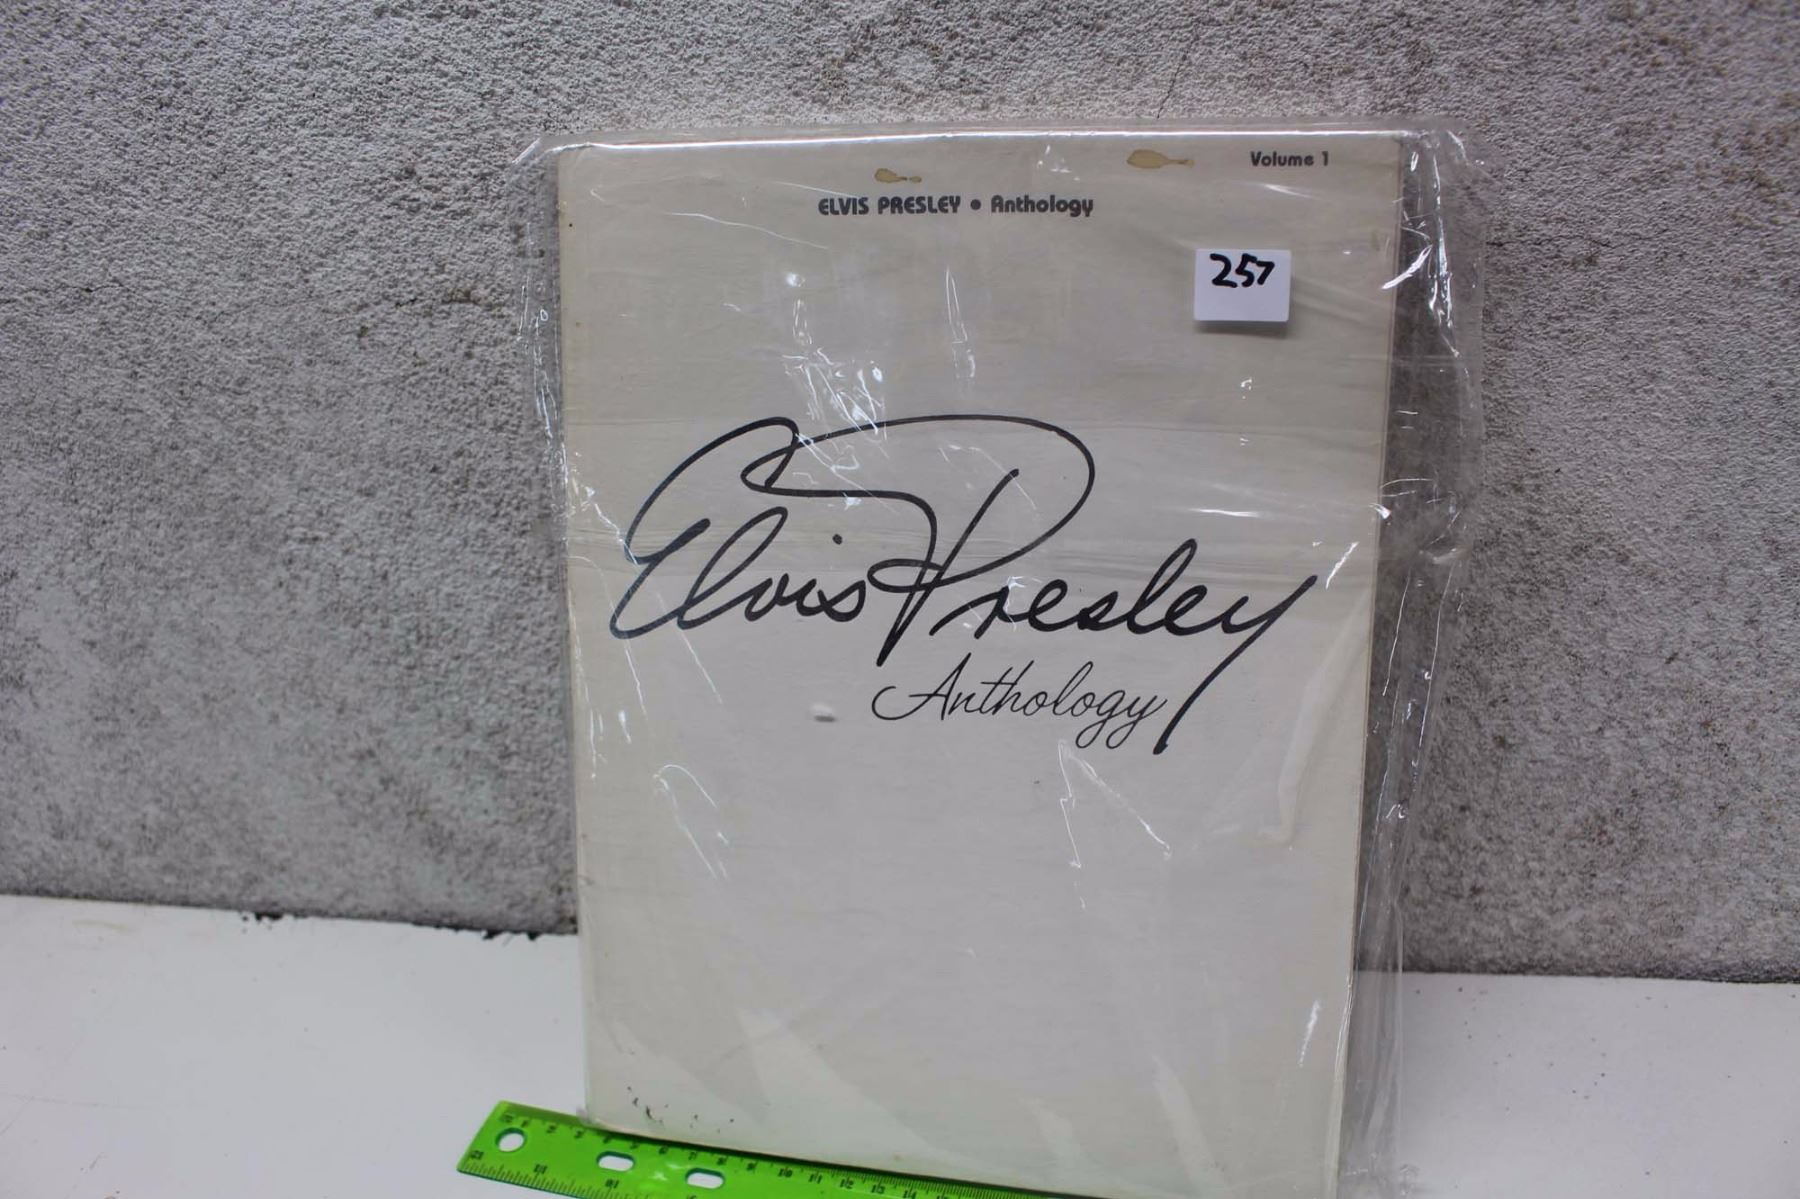 Volume 1
ELVIS PRESLEY • Anthology
257
Elvis Presley
Anthology